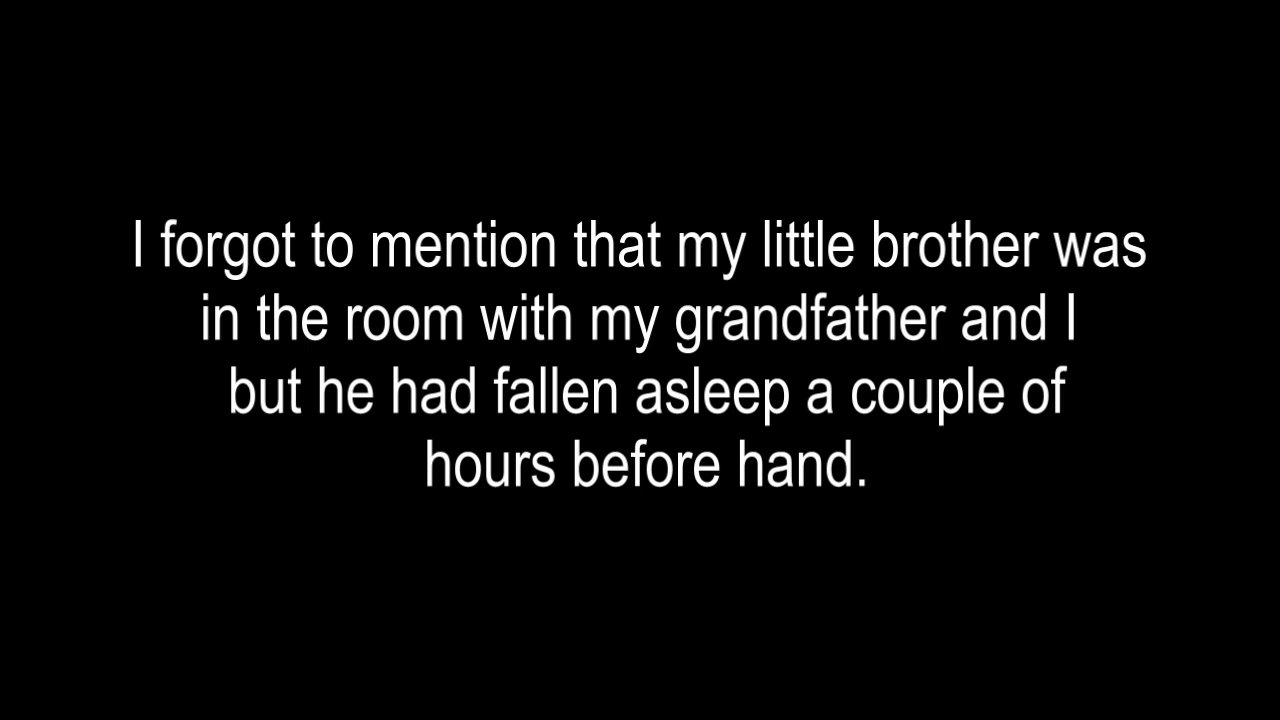 I forgot to mention that my little brother was
in the room with my grandfather and I
but he had fallen asleep a couple of
hours before hand.